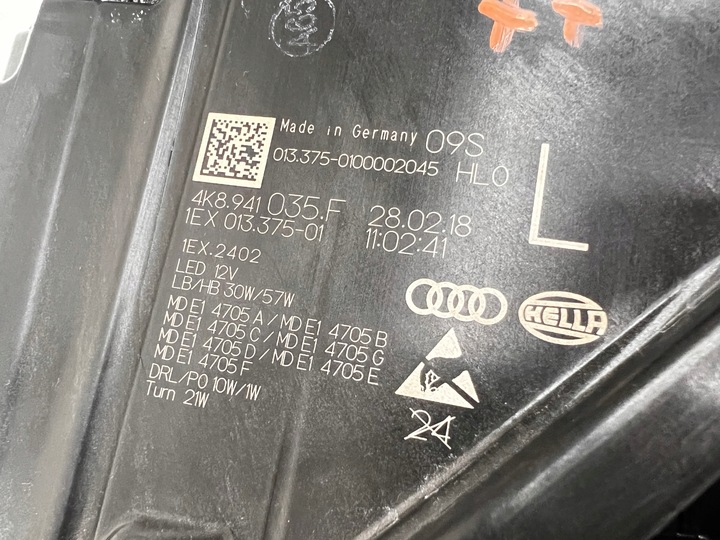 Made in Germany 09S
013.375-0100002045 HL0
L
4K8.941 035.F 28.02.18
1EX 013.375-01 11:02:41
1EX.2402
LED 12V
LB/HB 30W/57W
MD E1 4705 A / MD E1 4705 B
MD E1 4705 C / MD E1 4705 G
MD E1 4705 D / MD E1 4705 E
MD E1 4705 F
DRL/PO 10W/1W
Turn 21W
HELLA
24